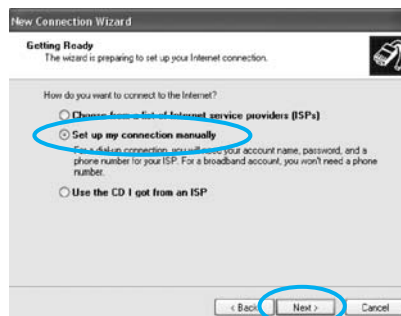 New Connection Wizard
Getting Ready
The wizard is preparing to set up your Internet connection.
How do you want to connect to the Internet?
Choose from a list of Internet service providers (ISPs)
Set up my connection manually
For a dial-up connection, you will need your account name, password, and a
phone number for your ISP. For a broadband account, you won't need a phone
number.
Use the CD I got from an ISP
< Back
Next >
Cancel